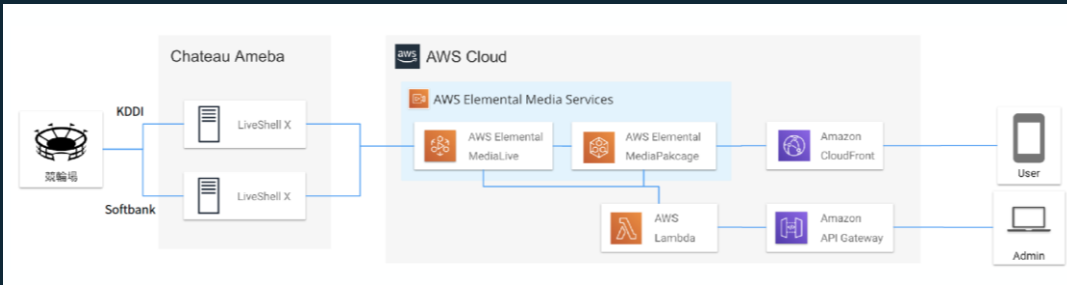 Chateau Ameba
aws
AWS Cloud
AWS Elemental Media Services
KDDI
LiveShell X
AWS Elemental
MediaLive
AWS Elemental
MediaPakcage
Amazon
CloudFront
競輪場
User
Softbank
LiveShell X
AWS
Lambda
Amazon
API Gateway
Admin